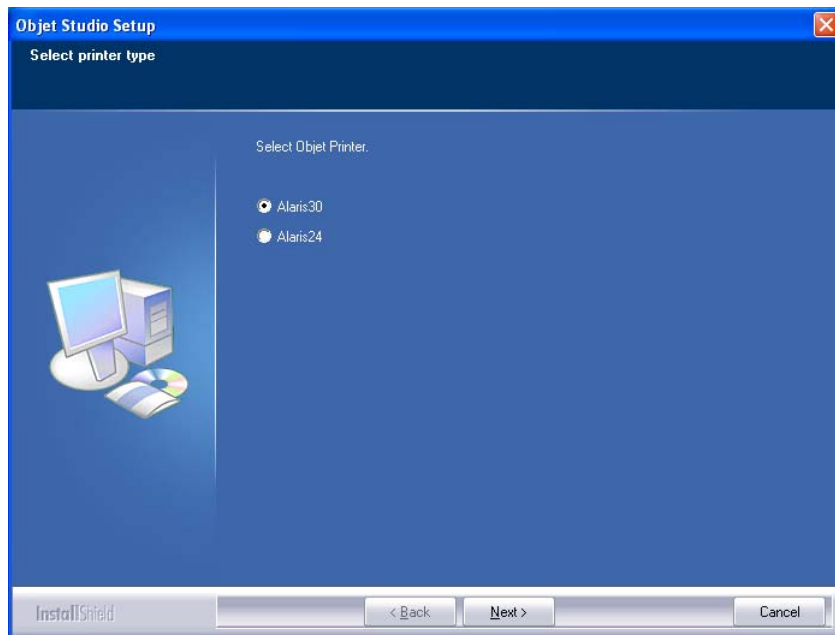 Objet Studio Setup
Select printer type
Select Objet Printer.
Alaris30
Alaris24
InstallShield
< Back
Next >
Cancel